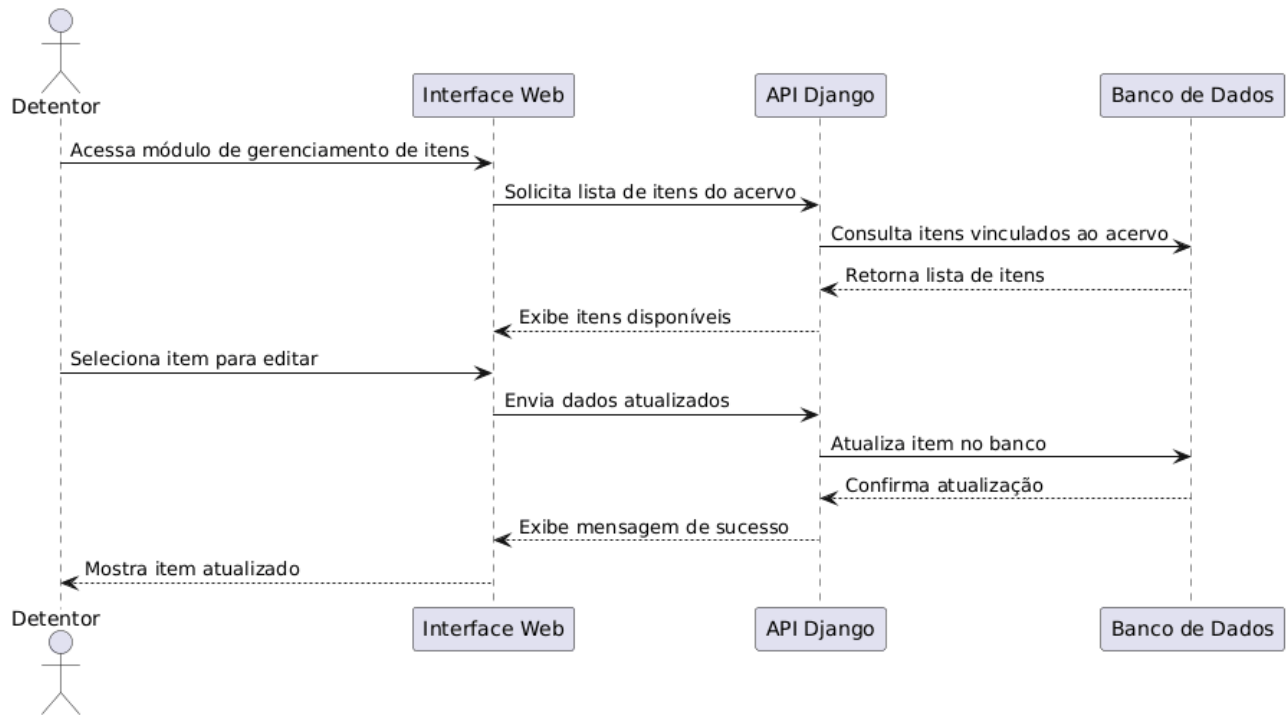 Detentor
Interface Web
API Django
Banco de Dados
Acessa módulo de gerenciamento de itens
Solicita lista de itens do acervo
Consulta itens vinculados ao acervo
Retorna lista de itens
Exibe itens disponíveis
Seleciona item para editar
Envia dados atualizados
Atualiza item no banco
Confirma atualização
Exibe mensagem de sucesso
Mostra item atualizado
Detentor
Interface Web
API Django
Banco de Dados